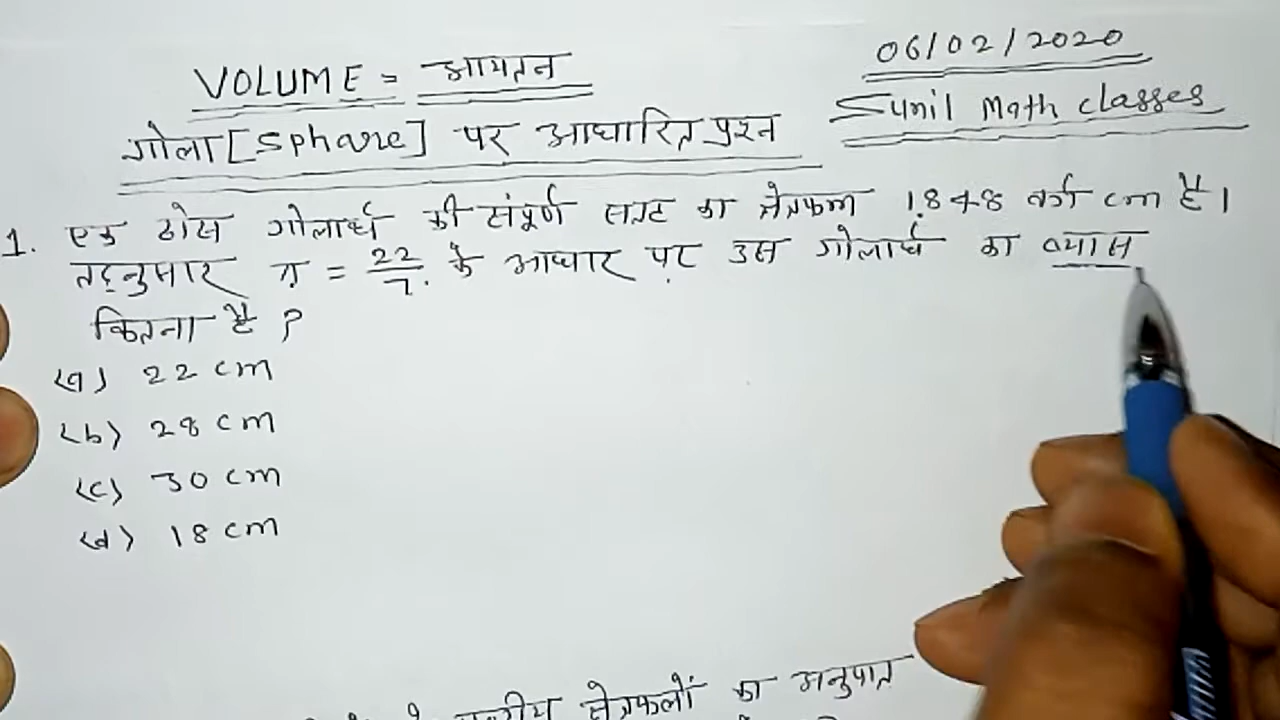 VOLUME = आयतन
06/02/2020
Sunil Math classes
गोला [Sphare] पर आधारित प्रश्न
1. एक ठोस गोलार्ध की संपूर्ण सतह का क्षेत्रफल 1848 वर्ग cm है।
तद्नुसार π = 22/7 के आधार पर उस गोलार्ध का व्यास
कितना है ?
(a) 22 cm
(b) 28 cm
(c) 30 cm
(d) 18 cm
क्षेत्रफलों का अनुपात